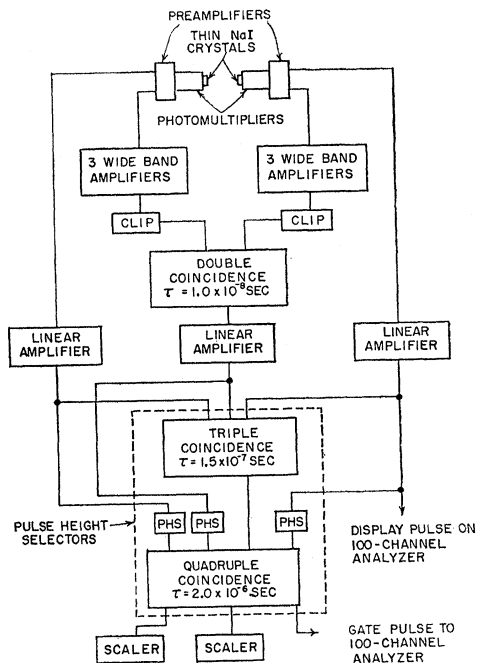 PREAMPLIFIERS
THIN NaI
CRYSTALS
PHOTOMULTIPLIERS
3 WIDE BAND
AMPLIFIERS
3 WIDE BAND
AMPLIFIERS
CLIP
CLIP
DOUBLE
COINCIDENCE
τ = 1.0 x 10⁻⁸ SEC
LINEAR
AMPLIFIER
LINEAR
AMPLIFIER
LINEAR
AMPLIFIER
TRIPLE
COINCIDENCE
τ = 1.5x10⁻⁷ SEC
PULSE HEIGHT
SELECTORS
PHS
PHS
PHS
DISPLAY PULSE ON
100-CHANNEL
ANALYZER
QUADRUPLE
COINCIDENCE
τ = 2.0 x 10⁻⁶ SEC
SCALER
SCALER
GATE PULSE TO
100-CHANNEL
ANALYZER